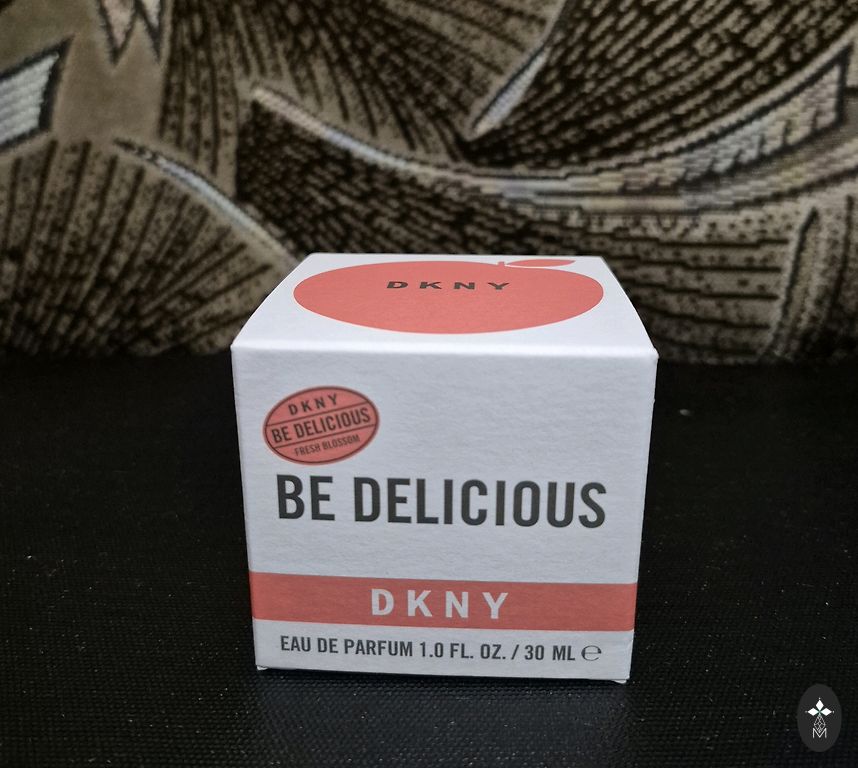 DKNY
DKNY
BE DELICIOUS
FRESH BLOSSOM
BE DELICIOUS
DKNY
EAU DE PARFUM 1.0 FL. OZ. / 30 ML ℮
M